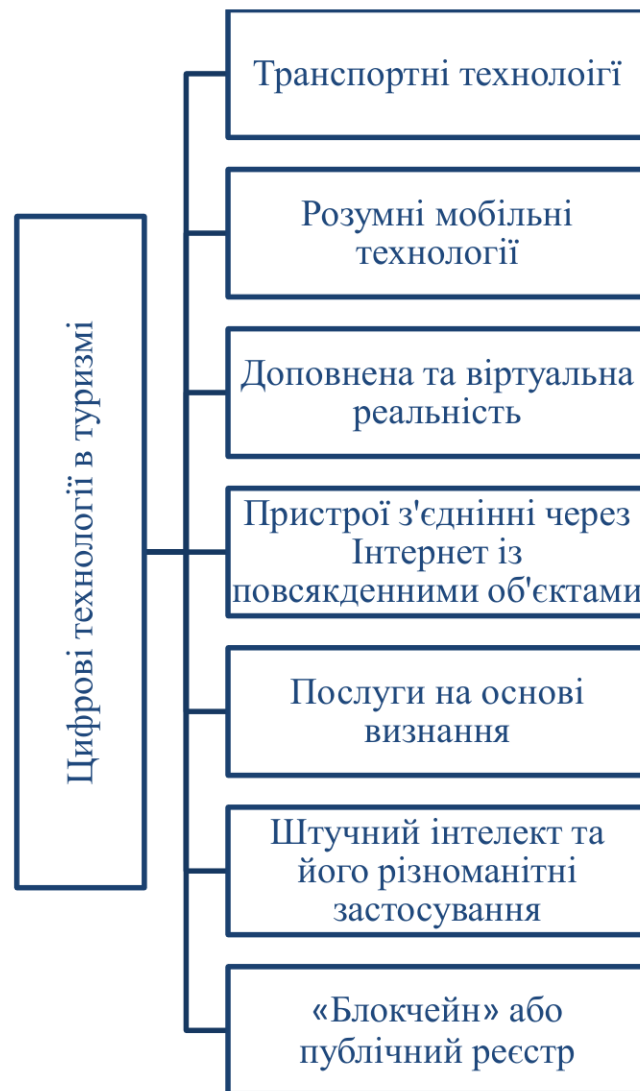 Цифрові технології в туризмі
Транспортні технолоігї
Розумні мобільні
технології
Доповнена та віртуальна
реальність
Пристрої з'єднінні через
Інтернет із
повсякденними об'єктами
Послуги на основі
визнання
Штучний інтелект та
його різноманітні
застосування
«Блокчейн» або
публічний реєстр